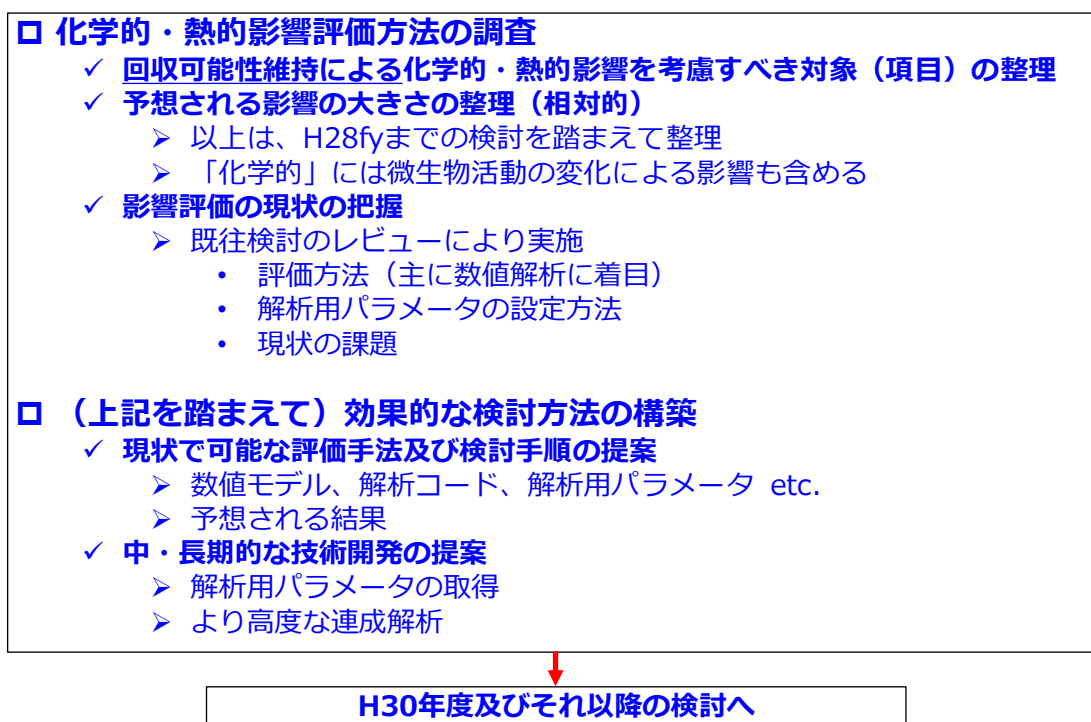 □ 化学的・熱的影響評価方法の調査
✓ 回収可能性維持による化学的・熱的影響を考慮すべき対象（項目）の整理
✓ 予想される影響の大きさの整理（相対的）
➢ 以上は、H28fyまでの検討を踏まえて整理
➢ 「化学的」には微生物活動の変化による影響も含める
✓ 影響評価の現状の把握
➢ 既往検討のレビューにより実施
• 評価方法（主に数値解析に着目）
• 解析用パラメータの設定方法
• 現状の課題
□ （上記を踏まえて）効果的な検討方法の構築
✓ 現状で可能な評価手法及び検討手順の提案
➢ 数値モデル、解析コード、解析用パラメータ etc.
➢ 予想される結果
✓ 中・長期的な技術開発の提案
➢ 解析用パラメータの取得
➢ より高度な連成解析
H30年度及びそれ以降の検討へ